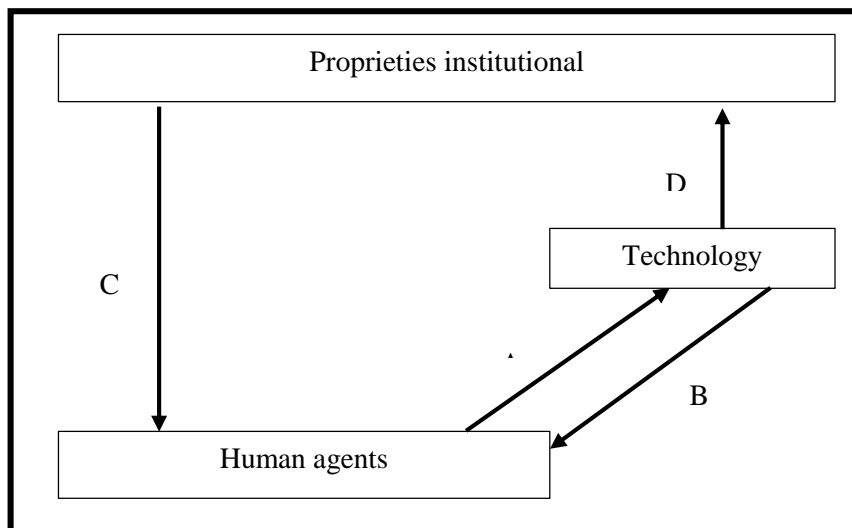 Proprieties institutional
D
Technology
C
B
Human agents